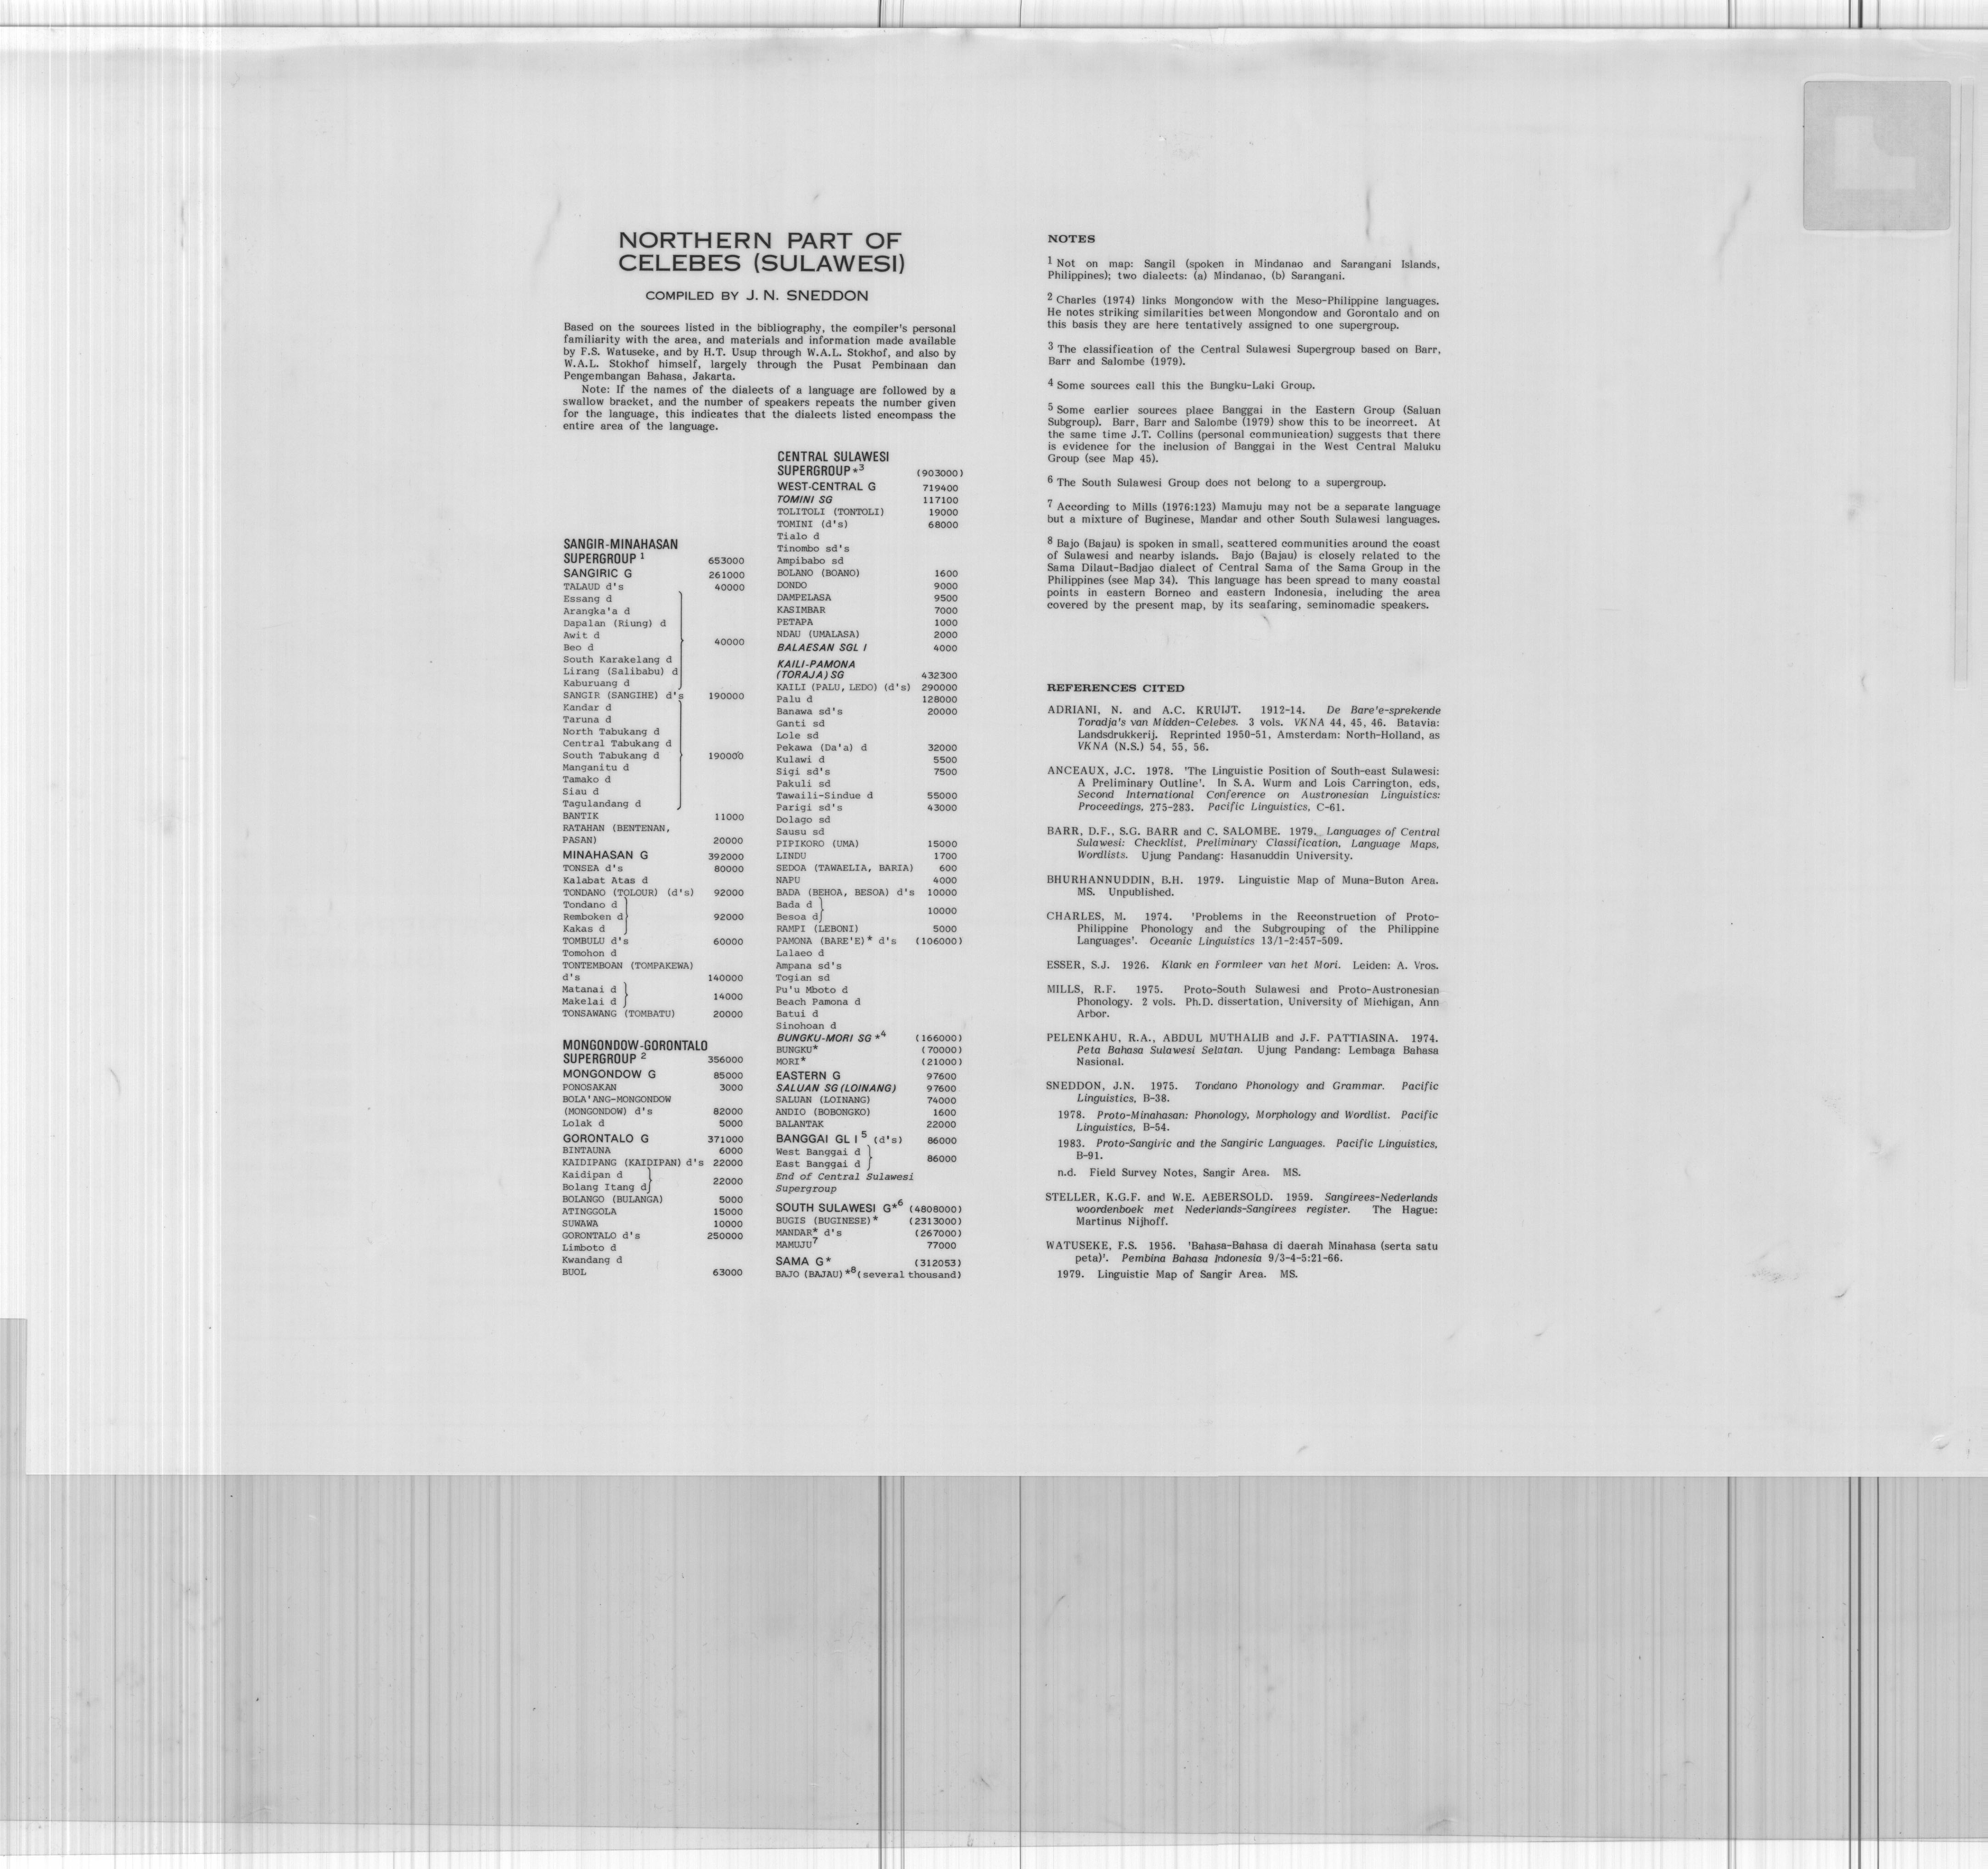 NORTHERN PART OF
CELEBES (SULAWESI)
COMPILED BY J. N. SNEDDON
Based on the sources listed in the bibliography, the compiler's personal
familiarity with the area, and materials and information made available
by F.S. Watuseke, and by H.T. Usup through W.A.L. Stokhof, and also by
W.A.L. Stokhof himself, largely through the Pusat Pembinaan dan
Pengembangan Bahasa, Jakarta.
Note: If the names of the dialects of a language are followed by a
swallow bracket, and the number of speakers repeats the number given
for the language, this indicates that the dialects listed encompass the
entire area of the language.
SANGIR-MINAHASAN
SUPERGROUP 1 653000
SANGIRIC G 261000
TALAUD d's 40000
Essang d
Arangka'a d
Dapalan (Riung) d
Awit d
40000
Beo d
South Karakelang d
Lirang (Salibabu) d
Kaburuang d
SANGIR (SANGIHE) d's 190000
Kandar d
Taruna d
North Tabukang d
Central Tabukang d
South Tabukang d 190000
Manganitu d
Tamako d
Siau d
Tagulandang d
BANTIK 11000
RATAHAN (BENTENAN,
PASAN) 20000
MINAHASAN G 392000
TONSEA d's 80000
Kalabat Atas d
TONDANO (TOLOUR) (d's) 92000
Tondano d
Remboken d 92000
Kakas d
TOMBULU d's 60000
Tomohon d
TONTEMBOAN (TOMPAKEWA)
d's 140000
Matanai d
14000
Makelai d
TONSAWANG (TOMBATU) 20000
MONGONDOW-GORONTALO
SUPERGROUP 2 356000
MONGONDOW G 85000
PONOSAKAN 3000
BOLA'ANG-MONGONDOW
(MONGONDOW) d's 82000
Lolak d 5000
GORONTALO G 371000
BINTAUNA 6000
KAIDIPANG (KAIDIPAN) d's 22000
Kaidipan d
22000
Bolang Itang d
BOLANGO (BULANGA) 5000
ATINGGOLA 15000
SUWAWA 10000
GORONTALO d's 250000
Limboto d
Kwandang d
BUOL 63000
CENTRAL SULAWESI
SUPERGROUP*3 (903000)
WEST-CENTRAL G 719400
TOMINI SG 117100
TOLITOLI (TONTOLI) 19000
TOMINI (d's) 68000
Tialo d
Tinombo sd's
Ampibabo sd
BOLANO (BOANO) 1600
DONDO 9000
DAMPELASA 9500
KASIMBAR 7000
PETAPA 1000
NDAU (UMALASA) 2000
BALAESAN SGL I 4000
KAILI-PAMONA
(TORAJA) SG 432300
KAILI (PALU, LEDO) (d's) 290000
Palu d 128000
Banawa sd's 20000
Ganti sd
Lole sd
Pekawa (Da'a) d 32000
Kulawi d 5500
Sigi sd's 7500
Pakuli sd
Tawaili-Sindue d 55000
Parigi sd's 43000
Dolago sd
Sausu sd
PIPIKORO (UMA) 15000
LINDU 1700
SEDOA (TAWAELIA, BARIA) 600
NAPU 4000
BADA (BEHOA, BESOA) d's 10000
Bada d
10000
Besoa d
RAMPI (LEBONI) 5000
PAMONA (BARE'E)* d's (106000)
Lalaeo d
Ampana sd's
Togian sd
Pu'u Mboto d
Beach Pamona d
Batui d
Sinohoan d
BUNGKU-MORI SG *4 (166000)
BUNGKU* (70000)
MORI* (21000)
EASTERN G 97600
SALUAN SG (LOINANG) 97600
SALUAN (LOINANG) 74000
ANDIO (BOBONGKO) 1600
BALANTAK 22000
BANGGAI GL I 5 (d's) 86000
West Banggai d
86000
East Banggai d
End of Central Sulawesi
Supergroup
SOUTH SULAWESI G*6 (4808000)
BUGIS (BUGINESE)* (2313000)
MANDAR* d's (267000)
MAMUJU7 77000
SAMA G* (312053)
BAJO (BAJAU)*8 (several thousand)
NOTES
1 Not on map: Sangil (spoken in Mindanao and Sarangani Islands,
Philippines); two dialects: (a) Mindanao, (b) Sarangani.
2 Charles (1974) links Mongondow with the Meso-Philippine languages.
He notes striking similarities between Mongondow and Gorontalo and on
this basis they are here tentatively assigned to one supergroup.
3 The classification of the Central Sulawesi Supergroup based on Barr,
Barr and Salombe (1979).
4 Some sources call this the Bungku-Laki Group.
5 Some earlier sources place Banggai in the Eastern Group (Saluan
Subgroup). Barr, Barr and Salombe (1979) show this to be incorrect. At
the same time J.T. Collins (personal communication) suggests that there
is evidence for the inclusion of Banggai in the West Central Maluku
Group (see Map 45).
6 The South Sulawesi Group does not belong to a supergroup.
7 According to Mills (1976:123) Mamuju may not be a separate language
but a mixture of Buginese, Mandar and other South Sulawesi languages.
8 Bajo (Bajau) is spoken in small, scattered communities around the coast
of Sulawesi and nearby islands. Bajo (Bajau) is closely related to the
Sama Dilaut-Badjao dialect of Central Sama of the Sama Group in the
Philippines (see Map 34). This language has been spread to many coastal
points in eastern Borneo and eastern Indonesia, including the area
covered by the present map, by its seafaring, seminomadic speakers.
REFERENCES CITED
ADRIANI, N. and A.C. KRUIJT. 1912-14. De Bare'e-sprekende
Toradja's van Midden-Celebes. 3 vols. VKNA 44, 45, 46. Batavia:
Landsdrukkerij. Reprinted 1950-51, Amsterdam: North-Holland, as
VKNA (N.S.) 54, 55, 56.
ANCEAUX, J.C. 1978. 'The Linguistic Position of South-east Sulawesi:
A Preliminary Outline'. In S.A. Wurm and Lois Carrington, eds,
Second International Conference on Austronesian Linguistics:
Proceedings, 275-283. Pacific Linguistics, C-61.
BARR, D.F., S.G. BARR and C. SALOMBE. 1979. Languages of Central
Sulawesi: Checklist, Preliminary Classification, Language Maps,
Wordlists. Ujung Pandang: Hasanuddin University.
BHURHANNUDDIN, B.H. 1979. Linguistic Map of Muna-Buton Area.
MS. Unpublished.
CHARLES, M. 1974. 'Problems in the Reconstruction of Proto-
Philippine Phonology and the Subgrouping of the Philippine
Languages'. Oceanic Linguistics 13/1-2:457-509.
ESSER, S.J. 1926. Klank en Formleer van het Mori. Leiden: A. Vros.
MILLS, R.F. 1975. Proto-South Sulawesi and Proto-Austronesian
Phonology. 2 vols. Ph.D. dissertation, University of Michigan, Ann
Arbor.
PELENKAHU, R.A., ABDUL MUTHALIB and J.F. PATTIASINA. 1974.
Peta Bahasa Sulawesi Selatan. Ujung Pandang: Lembaga Bahasa
Nasional.
SNEDDON, J.N. 1975. Tondano Phonology and Grammar. Pacific
Linguistics, B-38.
1978. Proto-Minahasan: Phonology, Morphology and Wordlist. Pacific
Linguistics, B-54.
1983. Proto-Sangiric and the Sangiric Languages. Pacific Linguistics,
B-91.
n.d. Field Survey Notes, Sangir Area. MS.
STELLER, K.G.F. and W.E. AEBERSOLD. 1959. Sangirees-Nederlands
woordenboek met Nederlands-Sangirees register. The Hague:
Martinus Nijhoff.
WATUSEKE, F.S. 1956. 'Bahasa-Bahasa di daerah Minahasa (serta satu
peta)'. Pembina Bahasa Indonesia 9/3-4-5:21-66.
1979. Linguistic Map of Sangir Area. MS.